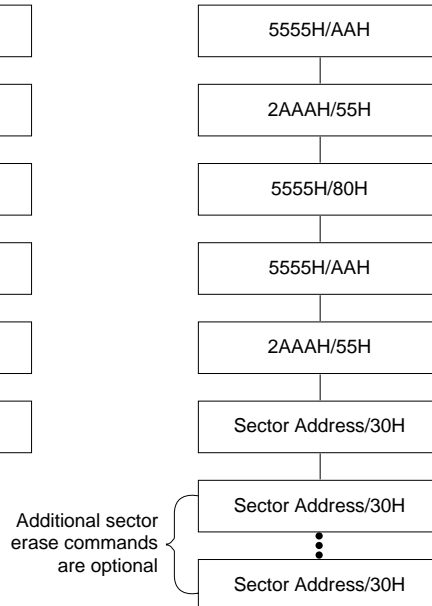 5555H/AAH
2AAAH/55H
5555H/80H
5555H/AAH
2AAAH/55H
Sector Address/30H
Sector Address/30H
Additional sector
erase commands
are optional
Sector Address/30H